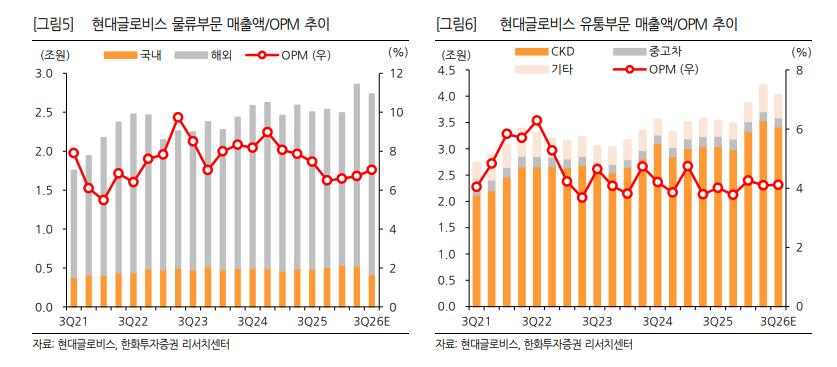 [그림5] 현대글로비스 물류부문 매출액/OPM 추이
(조원) 국내 해외 OPM (우) (%)
3.0 12
2.5 10
2.0 8
1.5 6
1.0 4
0.5 2
0.0 0
3Q21 3Q22 3Q23 3Q24 3Q25 3Q26E
자료: 현대글로비스, 한화투자증권 리서치센터
[그림6] 현대글로비스 유통부문 매출액/OPM 추이
(조원) CKD 중고차 (%)
기타 OPM (우)
4.5 8
4.0
3.5 6
3.0
2.5
2.0 4
1.5
1.0 2
0.5
0.0 0
3Q21 3Q22 3Q23 3Q24 3Q25 3Q26E
자료: 현대글로비스, 한화투자증권 리서치센터